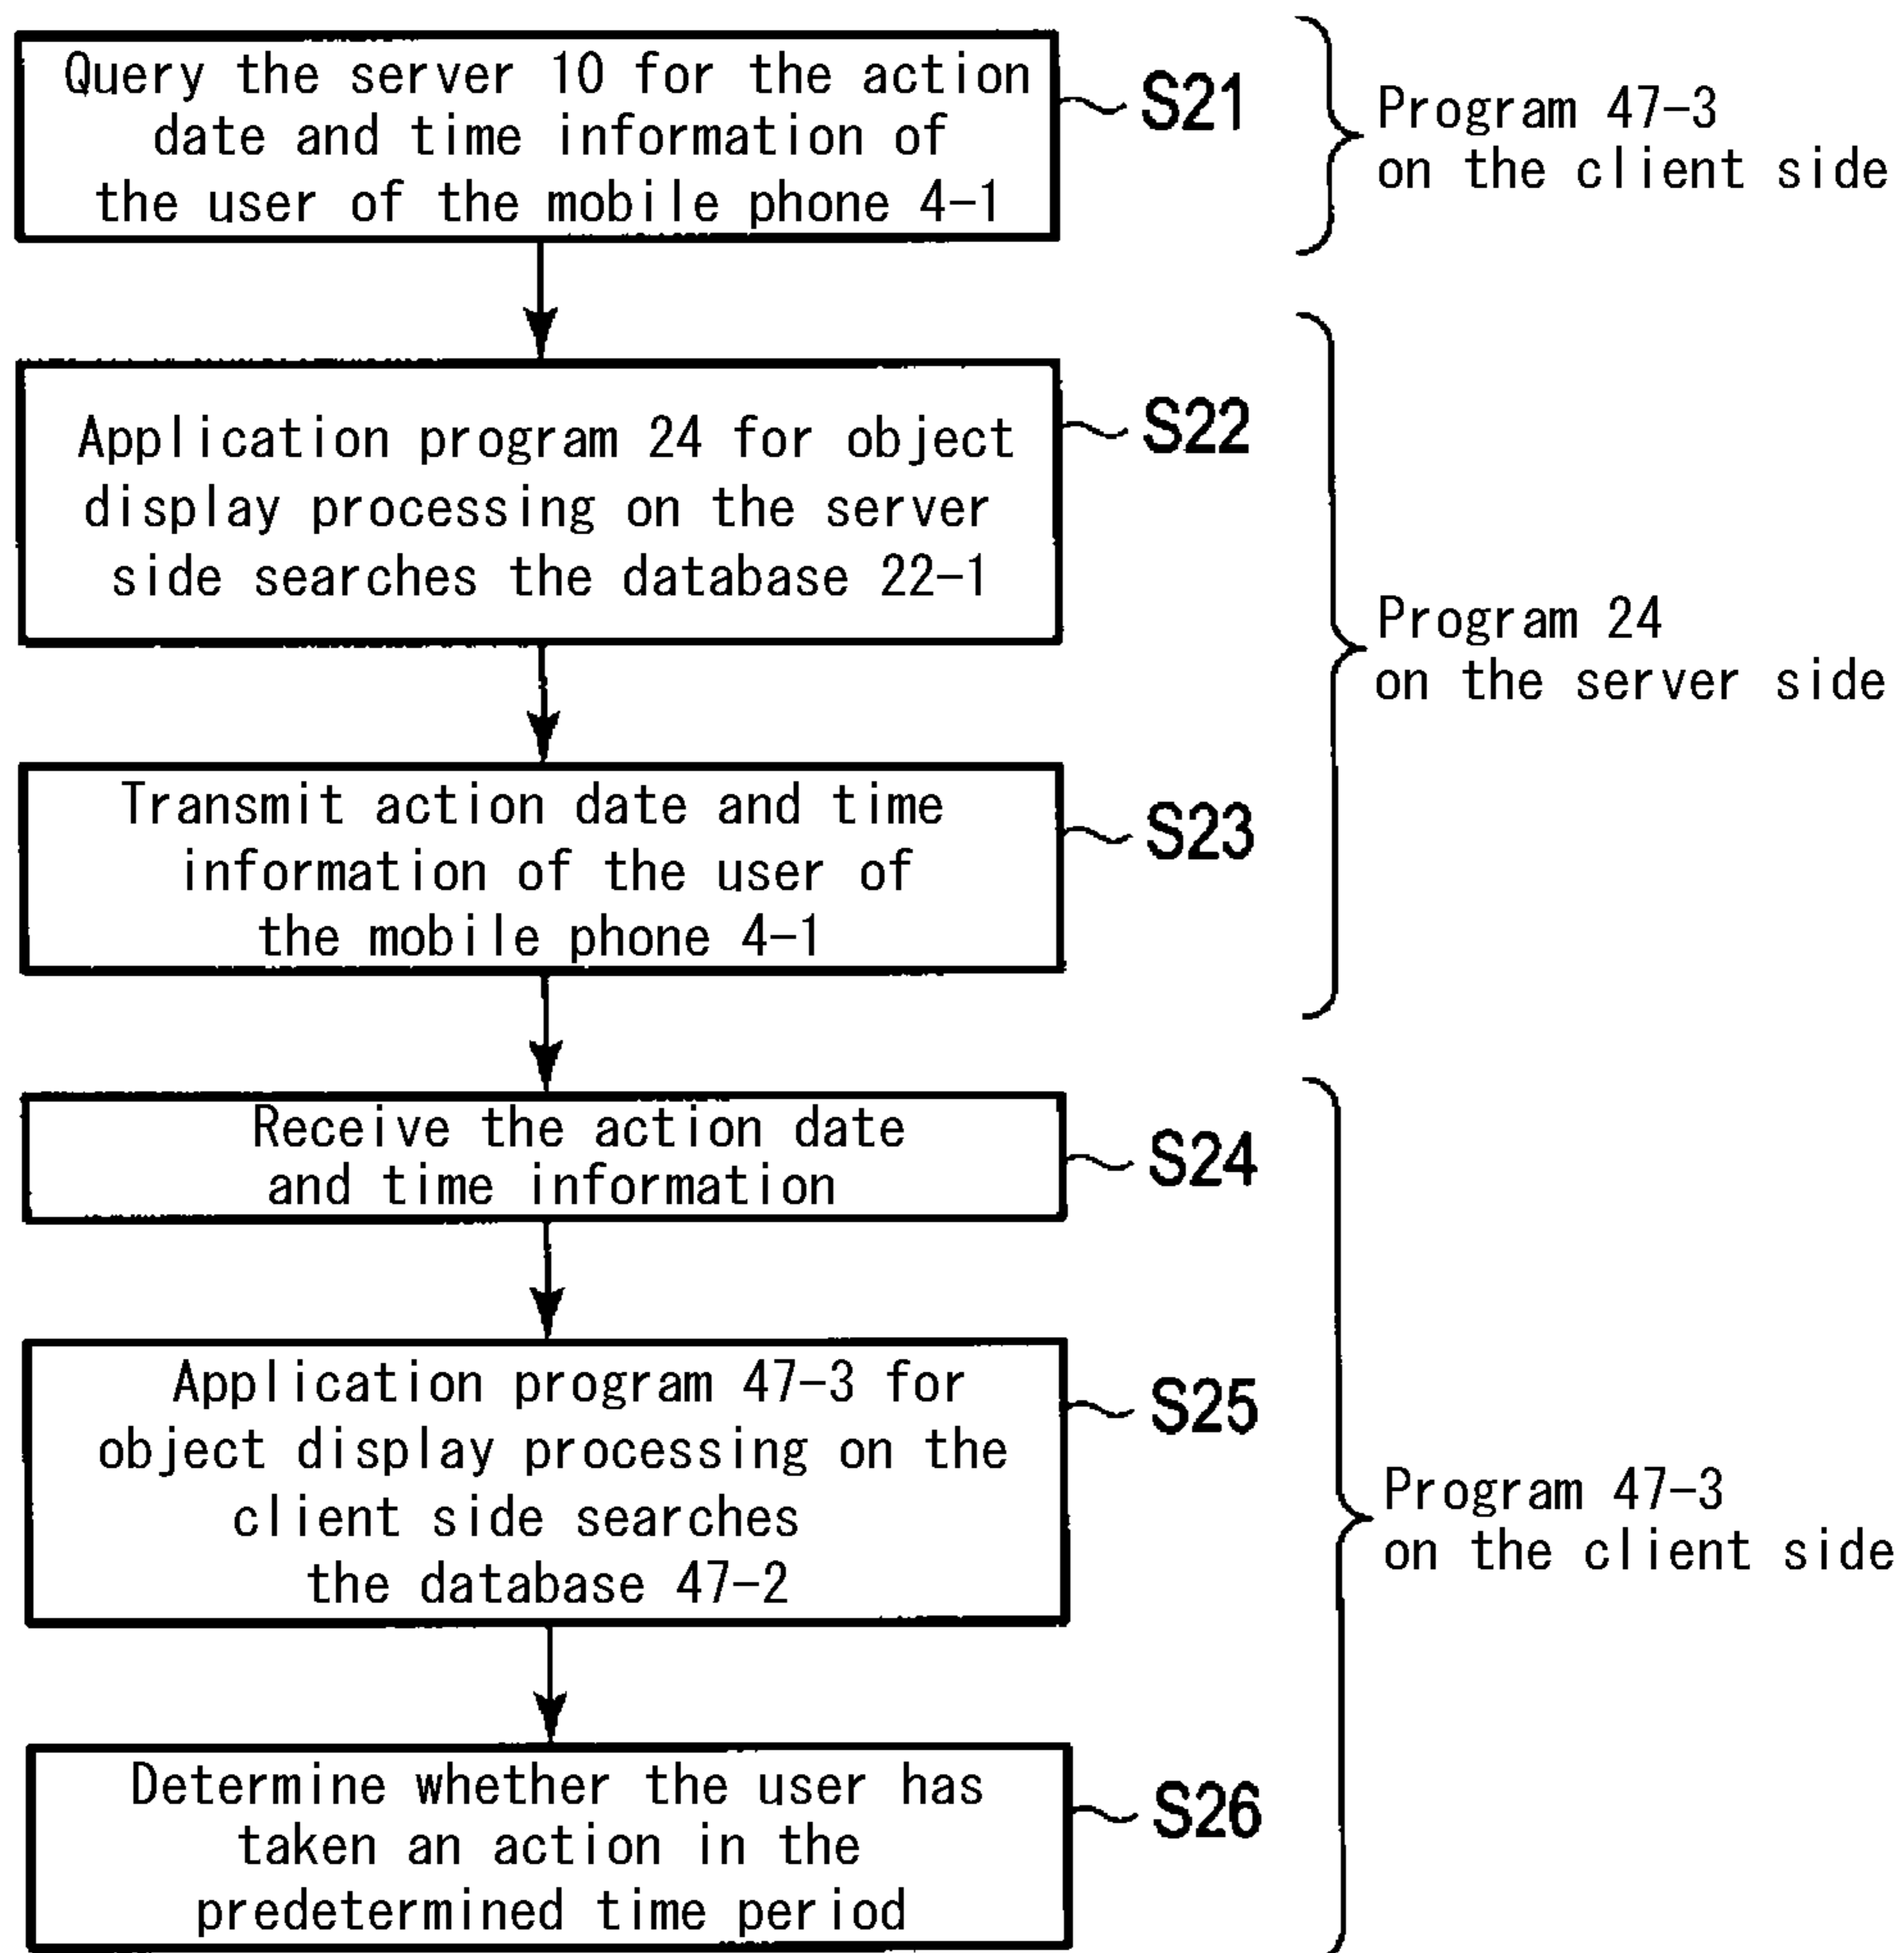 Query the server 10 for the action
date and time information of
the user of the mobile phone 4-1
S21
Program 47-3
on the client side
Application program 24 for object
display processing on the server
side searches the database 22-1
S22
Program 24
on the server side
Transmit action date and time
information of the user of
the mobile phone 4-1
S23
Receive the action date
and time information
S24
Application program 47-3 for
object display processing on the
client side searches
the database 47-2
S25
Program 47-3
on the client side
Determine whether the user has
taken an action in the
predetermined time period
S26